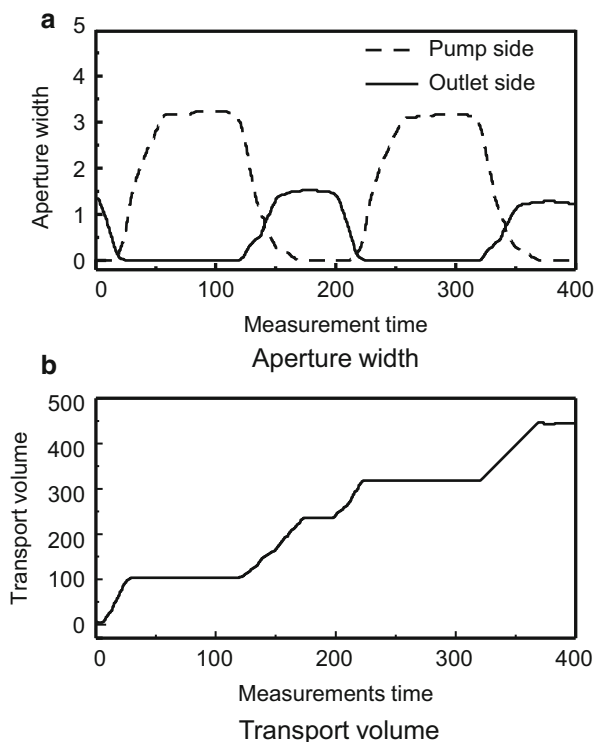 a
5
4
3
2
1
0
Aperture width
Pump side
Outlet side
0 100 200 300 400
Measurement time
Aperture width
b
500
400
300
200
100
0
Transport volume
0 100 200 300 400
Measurements time
Transport volume